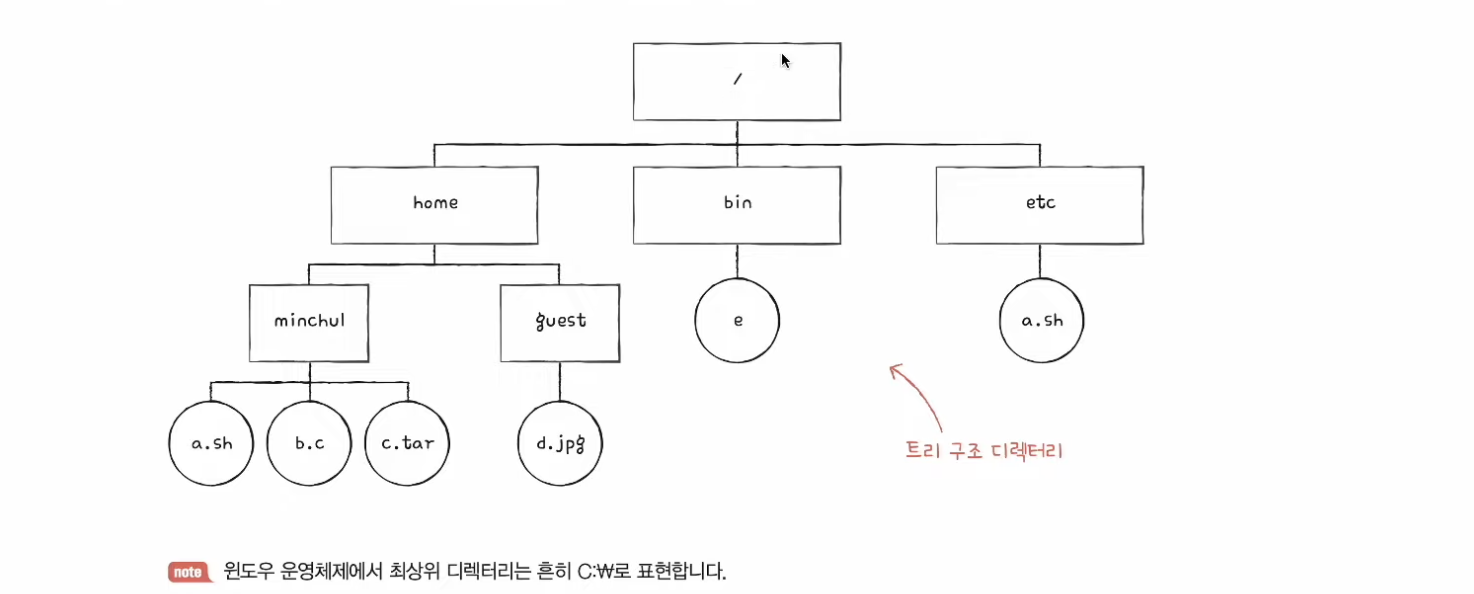 /
home
bin
etc
minchul
guest
e
a.sh
a.sh
b.c
c.tar
d.jpg
트리 구조 디렉터리
note 윈도우 운영체제에서 최상위 디렉터리는 흔히 C:₩로 표현합니다.